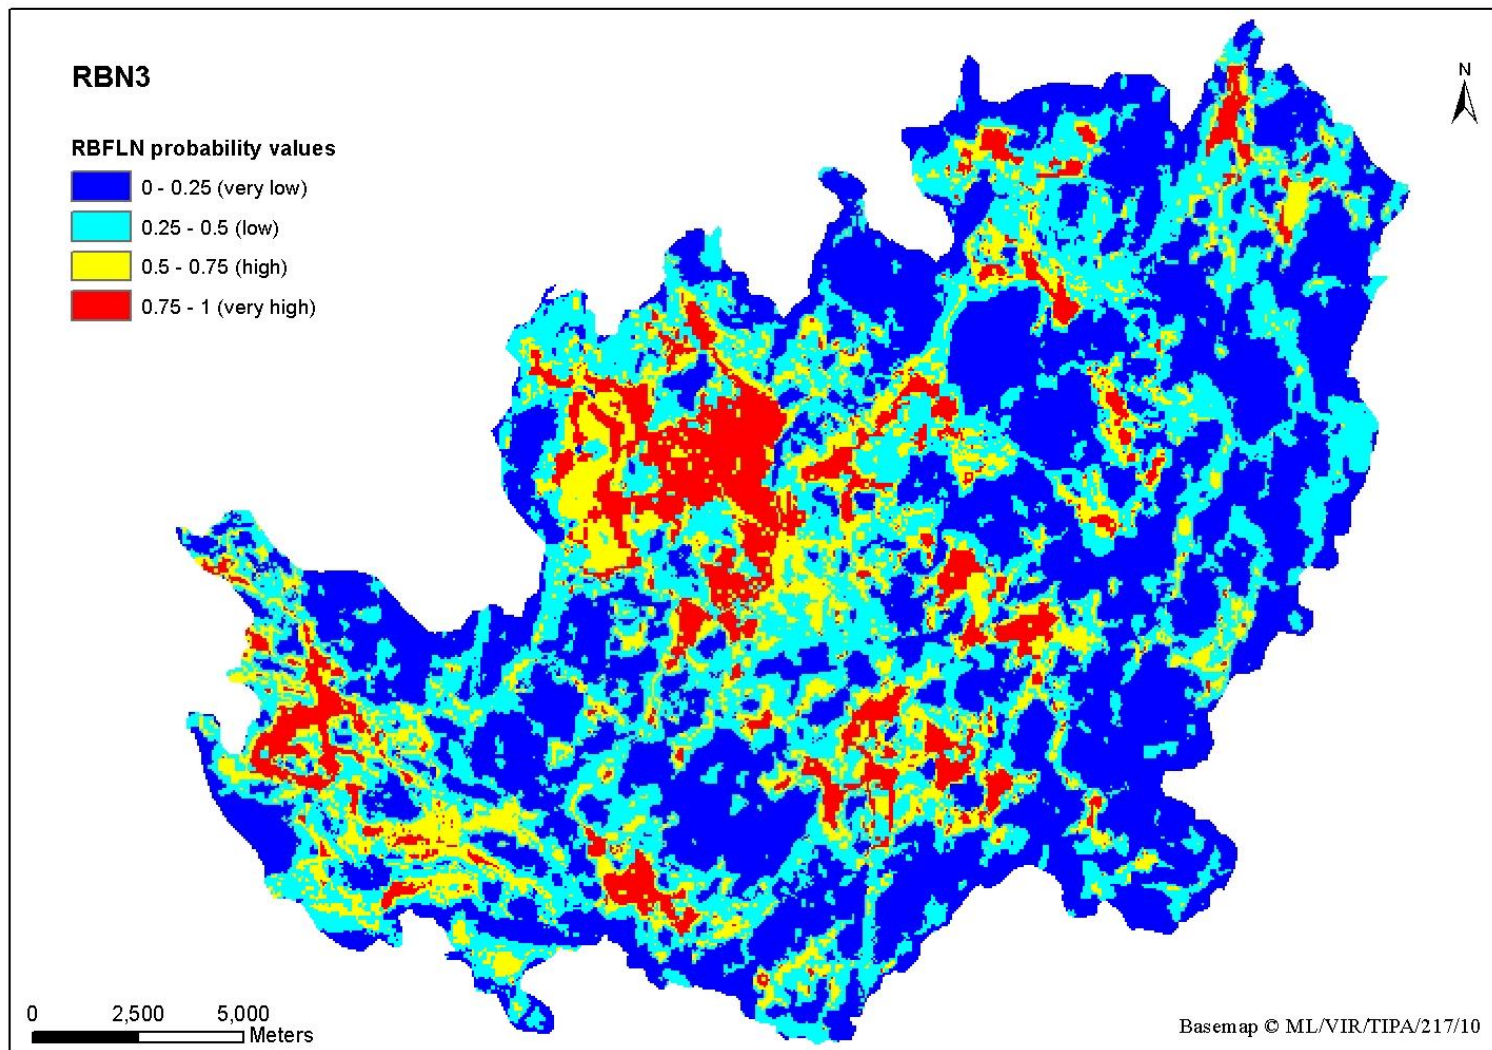 RBN3
N
RBFLN probability values
0 - 0.25 (very low)
0.25 - 0.5 (low)
0.5 - 0.75 (high)
0.75 - 1 (very high)
0 2,500 5,000
Meters
Basemap © ML/VIR/TIPA/217/10